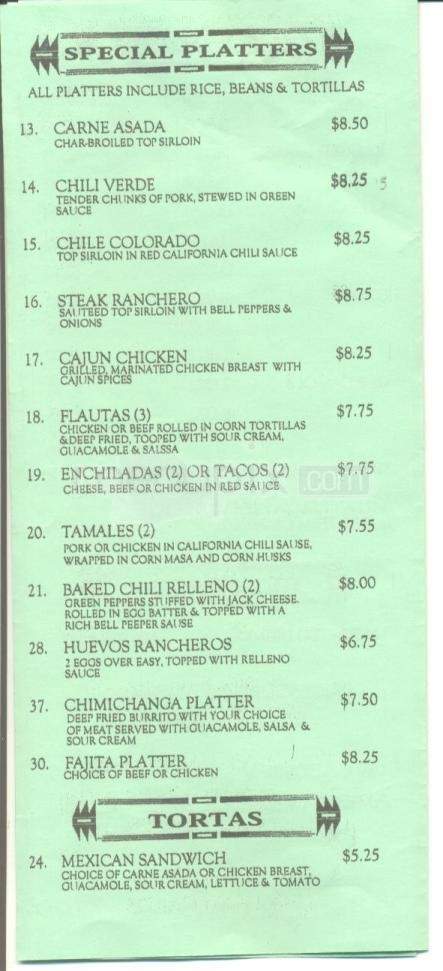 SPECIAL PLATTERS
ALL PLATTERS INCLUDE RICE, BEANS & TORTILLAS
13. CARNE ASADA $8.50
CHAR-BROILED TOP SIRLOIN
14. CHILI VERDE $8.25 5
TENDER CHUNKS OF PORK, STEWED IN GREEN
SAUCE
15. CHILE COLORADO $8.25
TOP SIRLOIN IN RED CALIFORNIA CHILI SAUCE
16. STEAK RANCHERO $8.75
SAUTEED TOP SIRLOIN WITH BELL PEPPERS &
ONIONS
17. CAJUN CHICKEN $8.25
GRILLED, MARINATED CHICKEN BREAST WITH
CAJUN SPICES
18. FLAUTAS (3) $7.75
CHICKEN OR BEEF ROLLED IN CORN TORTILLAS
&DEEP FRIED, TOOPED WITH SOUR CREAM,
GUACAMOLE & SALSSA
19. ENCHILADAS (2) OR TACOS (2) $7.75
CHEESE, BEEF OR CHICKEN IN RED SAUCE
.com
20. TAMALES (2) $7.55
PORK OR CHICKEN IN CALIFORNIA CHILI SAUSE,
WRAPPED IN CORN MASA AND CORN HUSKS
21. BAKED CHILI RELLENO (2) $8.00
GREEN PEPPERS STUFFED WITH JACK CHEESE.
ROLLED IN EGG BATTER & TOPPED WITH A
RICH BELL PEEPER SAUSE
28. HUEVOS RANCHEROS $6.75
2 EGGS OVER EASY, TOPPED WITH RELLENO
SAUCE
37. CHIMICHANGA PLATTER $7.50
DEEP FRIED BURRITO WITH YOUR CHOICE
OF MEAT SERVED WITH GUACAMOLE, SALSA &
SOUR CREAM
30. FAJITA PLATTER $8.25
CHOICE OF BEEF OR CHICKEN
TORTAS
24. MEXICAN SANDWICH $5.25
CHOICE OF CARNE ASADA OR CHICKEN BREAST,
GUACAMOLE, SOUR CREAM, LETTUCE & TOMATO